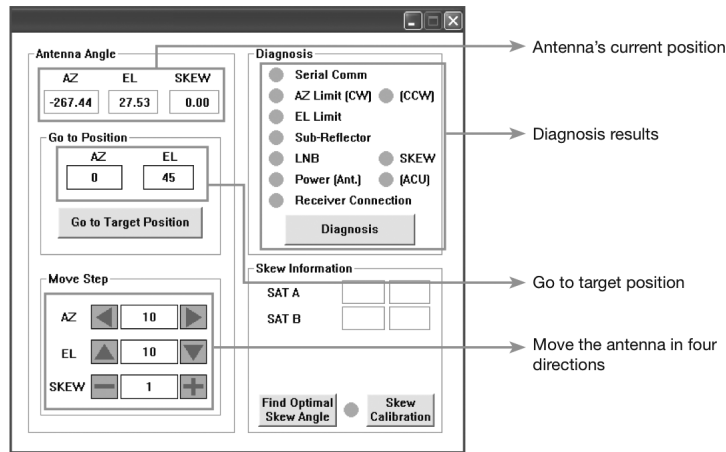 Antenna Angle
AZ EL SKEW
-267.44 27.53 0.00
Go to Position
AZ EL
0 45
Go to Target Position
Move Step
AZ 10
EL 10
SKEW 1
Diagnosis
Serial Comm
AZ Limit (CW) (CCW)
EL Limit
Sub-Reflector
LNB SKEW
Power (Ant.) (ACU)
Receiver Connection
Diagnosis
Skew Information
SAT A
SAT B
Find Optimal
Skew Angle
Skew
Calibration
Antenna's current position
Diagnosis results
Go to target position
Move the antenna in four
directions